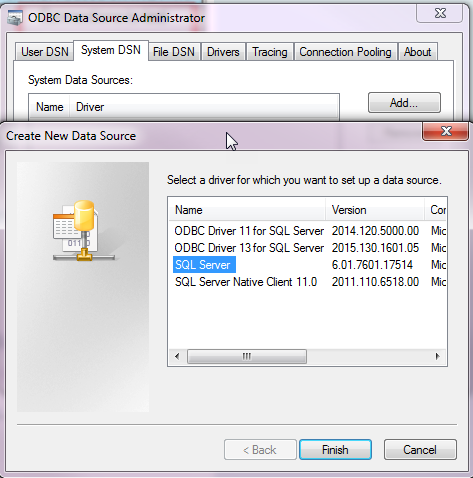 ODBC Data Source Administrator
User DSN System DSN File DSN Drivers Tracing Connection Pooling About
System Data Sources:
Name Driver
Add...
Create New Data Source
Select a driver for which you want to set up a data source.
Name Version Cor
ODBC Driver 11 for SQL Server 2014.120.5000.00 Mic
ODBC Driver 13 for SQL Server 2015.130.1601.05 Mic
SQL Server 6.01.7601.17514 Mic
SQL Server Native Client 11.0 2011.110.6518.00 Mic
< Back Finish Cancel